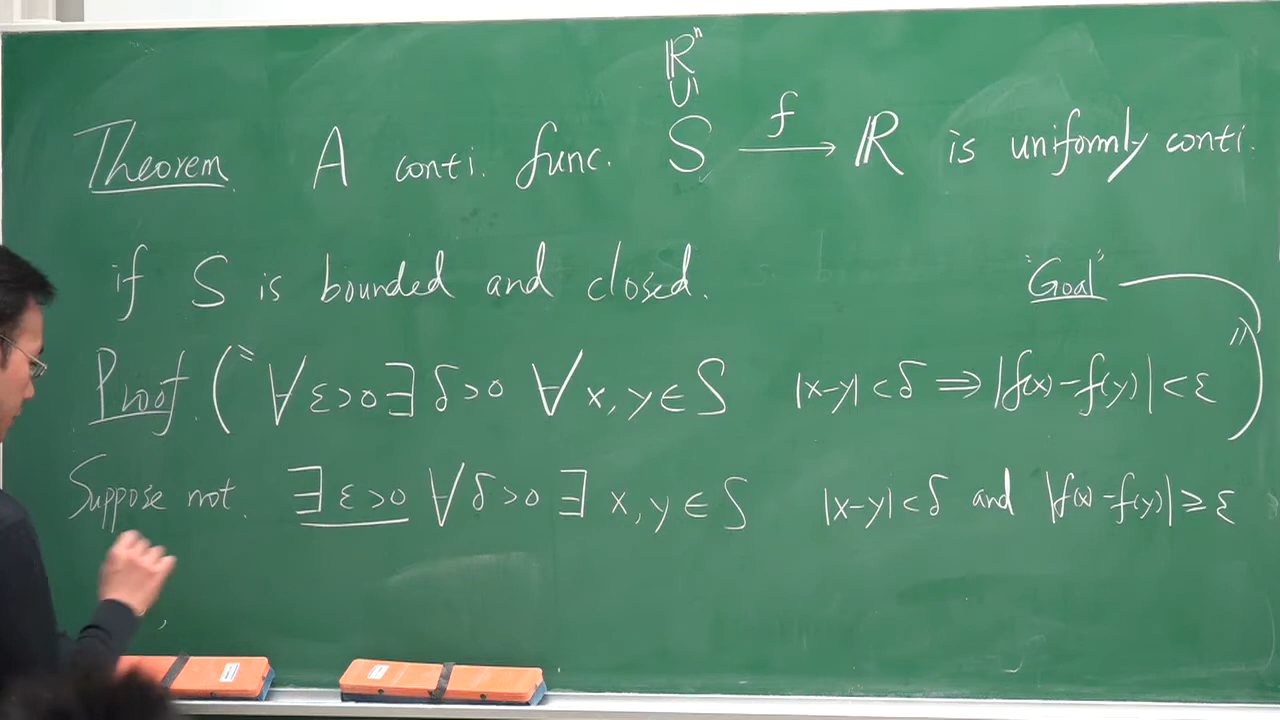 ℝⁿ
∪ı
Theorem. A conti. func. S —f→ ℝ is uniformly conti.
if S is bounded and closed.
"Goal"
Proof. ( " ∀ε>0 ∃δ>0 ∀x,y∈S |x-y|<δ ⇒ |f(x)-f(y)|<ε " )
Suppose not. ∃ε>0 ∀δ>0 ∃ x,y∈S |x-y|<δ and |f(x)-f(y)|≥ε